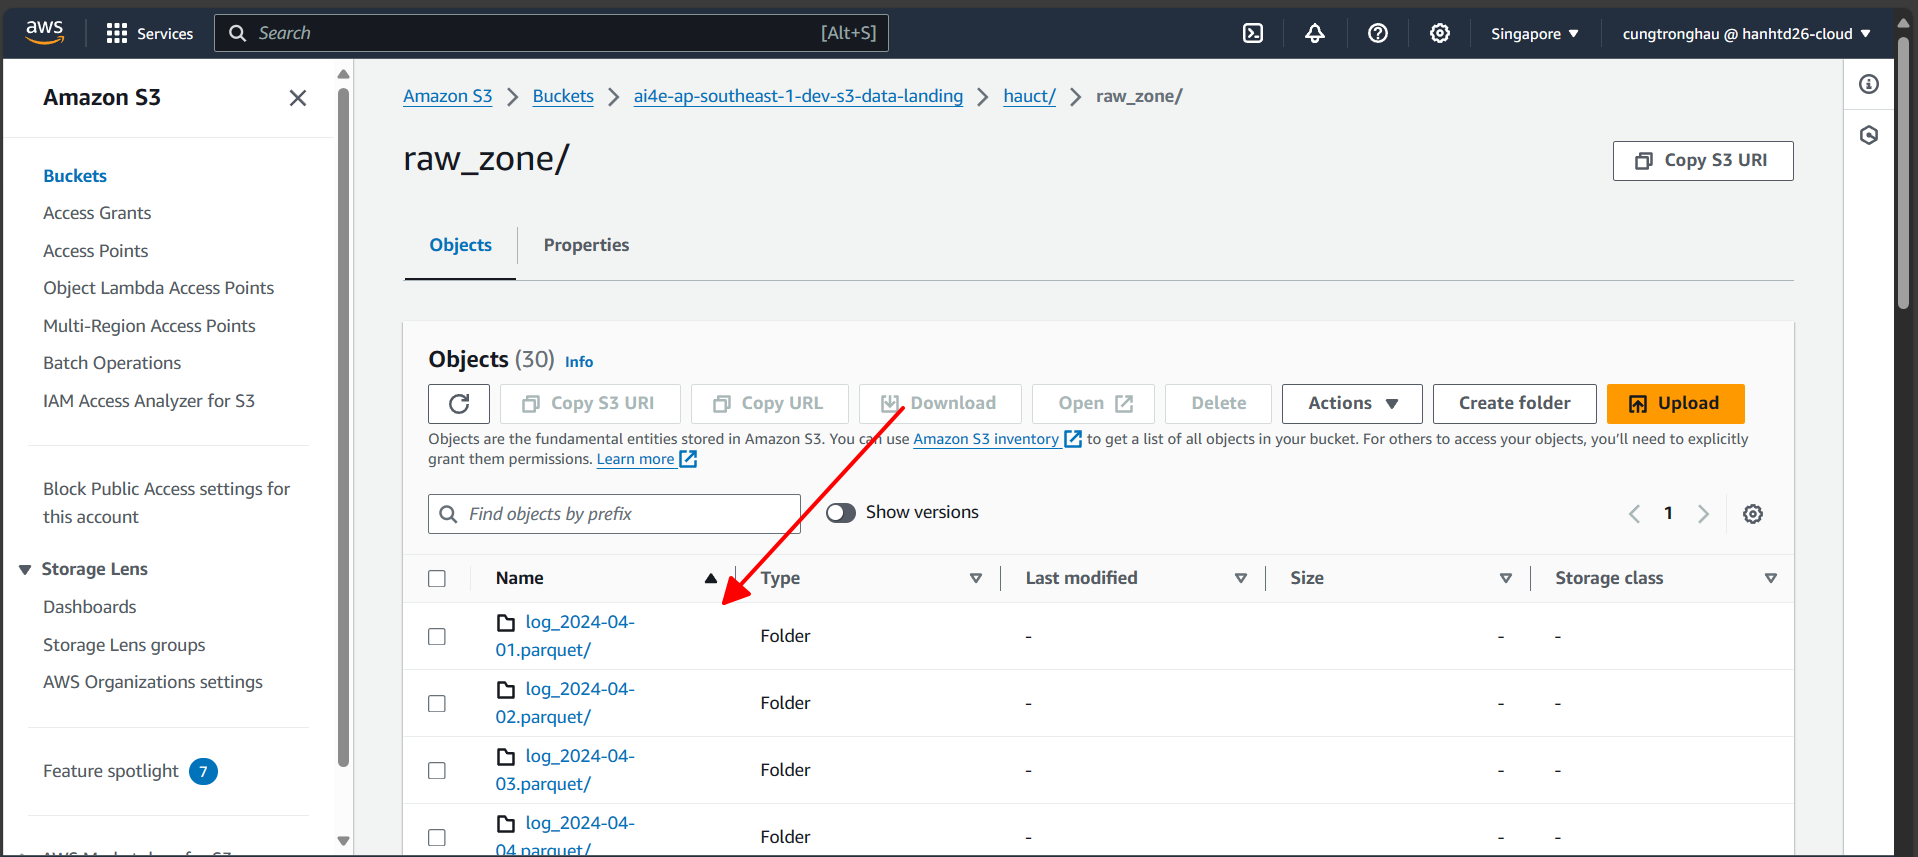 aws
Services
Search
[Alt+S]
Singapore
cungtronghau @ hanhtd26-cloud
Amazon S3
Buckets
Access Grants
Access Points
Object Lambda Access Points
Multi-Region Access Points
Batch Operations
IAM Access Analyzer for S3
Block Public Access settings for
this account
Storage Lens
Dashboards
Storage Lens groups
AWS Organizations settings
Feature spotlight 7
Amazon S3 > Buckets > ai4e-ap-southeast-1-dev-s3-data-landing > hauct/ > raw_zone/
raw_zone/
Copy S3 URI
Objects
Properties
Objects (30) Info
Copy S3 URI
Copy URL
Download
Open
Delete
Actions
Create folder
Upload
Objects are the fundamental entities stored in Amazon S3. You can use Amazon S3 inventory to get a list of all objects in your bucket. For others to access your objects, you'll need to explicitly
grant them permissions. Learn more
Find objects by prefix
Show versions
1
Name
Type
Last modified
Size
Storage class
log_2024-04-
01.parquet/
Folder
-
-
-
log_2024-04-
02.parquet/
Folder
-
-
-
log_2024-04-
03.parquet/
Folder
-
-
-
log_2024-04-
04.parquet/
Folder
-
-
-